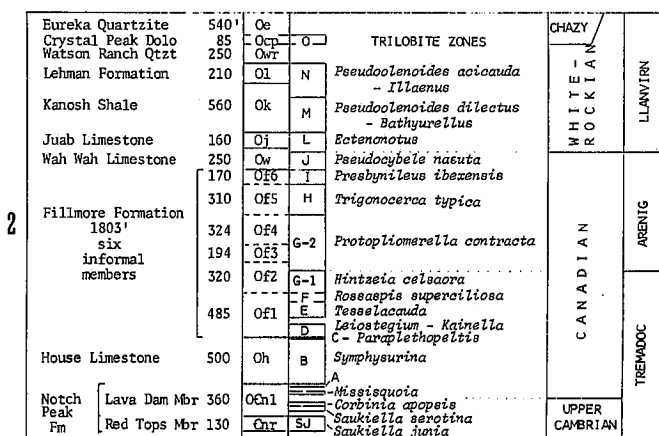 Eureka Quartzite 540' Oe CHAZY
Crystal Peak Dolo 85 Ocp O TRILOBITE ZONES
Watson Ranch Qtzt 250 Owr
Lehman Formation 210 Ol N Pseudoolenoides acicauda
- Illaenus
Kanosh Shale 560 Ok M Pseudoolenoides dilectus
- Bathyurellus
Juab Limestone 160 Oj L Ectenonotus
Wah Wah Limestone 250 Ow J Pseudocybele nasuta
170 Of6 I Presbynileus ibexensis
310 Of5 H Trigonocerca typica
Fillmore Formation
1803'
six
informal
members
324 Of4
G-2 Protopliomerella contracta
194 Of3
320 Of2 G-1 Hintzeia celsaora
F Rossaspis superciliosa
485 Of1 E Tesselacauda
D Leiostegium - Kainella
C - Paraplethopeltis
House Limestone 500 Oh B Symphysurina
A
Missisquoia
Notch
Peak
Fm
Lava Dam Mbr 360 O€nl Corbinia apopsis
Saukiella serotina
Red Tops Mbr 130 €nr SJ Saukiella junia
WHITE-
ROCKIAN
LLANVIRN
CANADIAN
ARENIG
TREMADOC
UPPER
CAMBRIAN
2